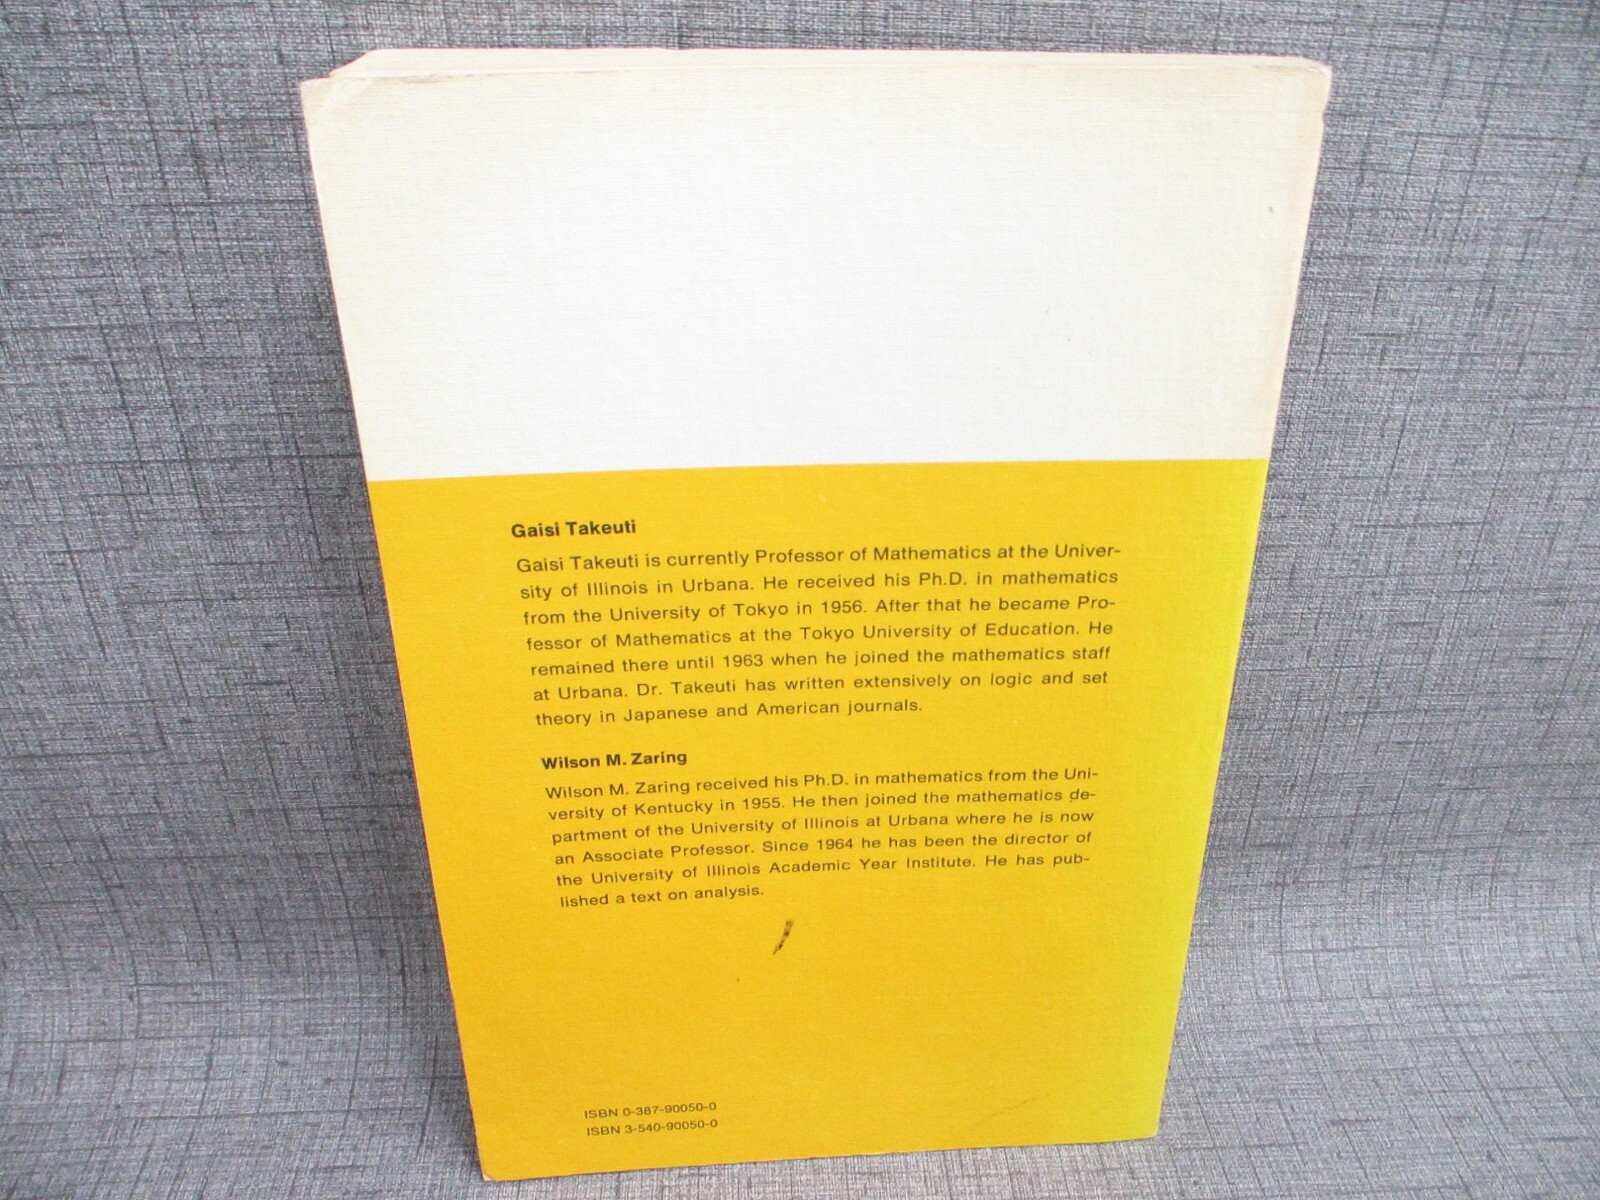 Gaisi Takeuti
Gaisi Takeuti is currently Professor of Mathematics at the Univer-
sity of Illinois in Urbana. He received his Ph.D. in mathematics
from the University of Tokyo in 1956. After that he became Pro-
fessor of Mathematics at the Tokyo University of Education. He
remained there until 1963 when he joined the mathematics staff
at Urbana. Dr. Takeuti has written extensively on logic and set
theory in Japanese and American journals.
Wilson M. Zaring
Wilson M. Zaring received his Ph.D. in mathematics from the Uni-
versity of Kentucky in 1955. He then joined the mathematics de-
partment of the University of Illinois at Urbana where he is now
an Associate Professor. Since 1964 he has been the director of
the University of Illinois Academic Year Institute. He has pub-
lished a text on analysis.
ISBN 0-387-90050-0
ISBN 3-540-90050-0